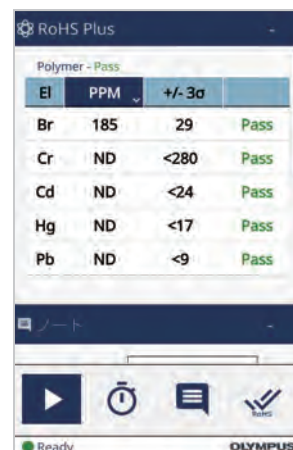 RoHS Plus -
Polymer - Pass
El PPM +/- 3σ
Br 185 29 Pass
Cr ND <280 Pass
Cd ND <24 Pass
Hg ND <17 Pass
Pb ND <9 Pass
ノート -
RoHS
Ready OLYMPUS